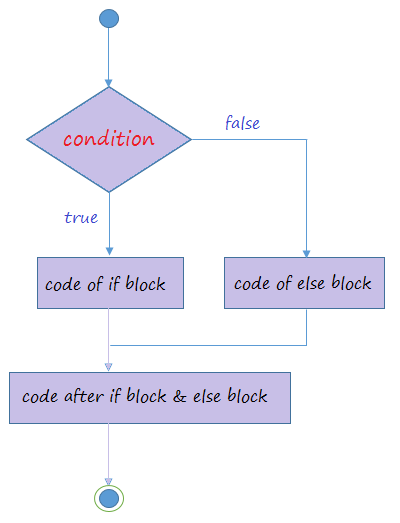 condition
false
true
code of if block
code of else block
code after if block & else block